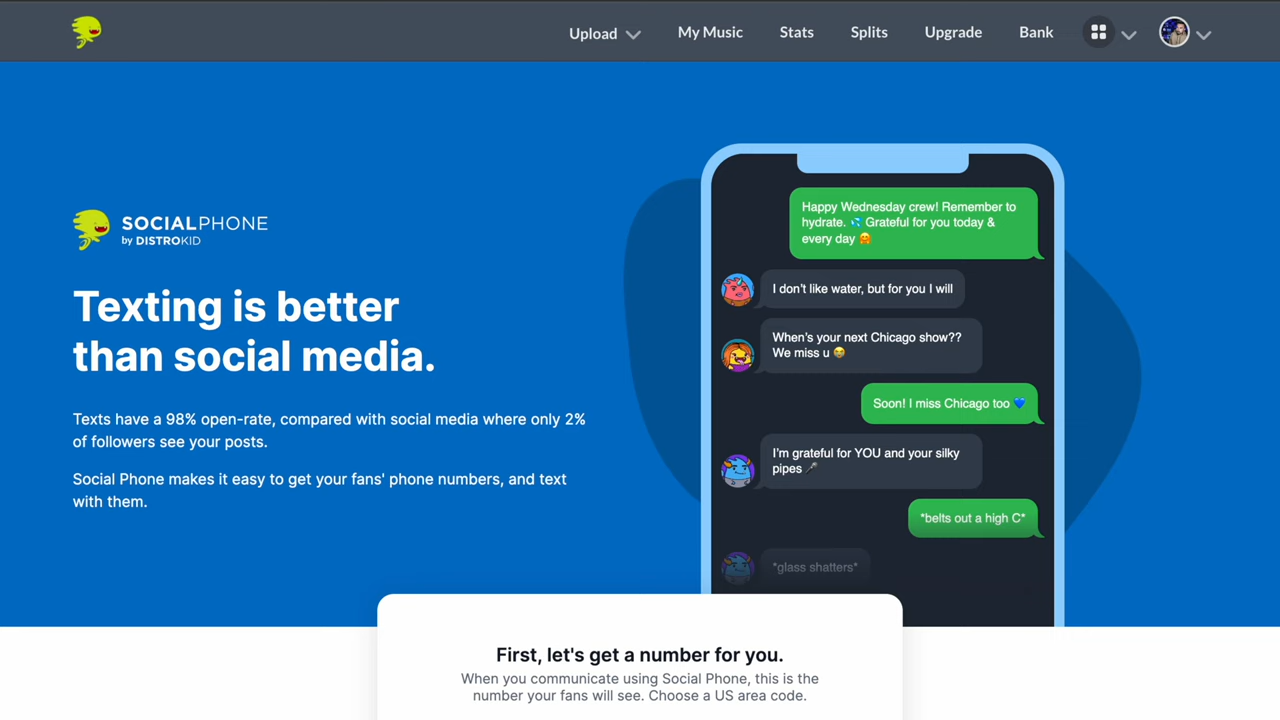 Upload
My Music
Stats
Splits
Upgrade
Bank
SOCIALPHONE
by DISTROKID
Texting is better
than social media.
Texts have a 98% open-rate, compared with social media where only 2%
of followers see your posts.
Social Phone makes it easy to get your fans' phone numbers, and text
with them.
Happy Wednesday crew! Remember to
hydrate. 💦 Grateful for you today &
every day 🤗
I don't like water, but for you I will
When's your next Chicago show??
We miss u 😭
Soon! I miss Chicago too 💙
I'm grateful for YOU and your silky
pipes 🎤
*belts out a high C*
*glass shatters*
First, let's get a number for you.
When you communicate using Social Phone, this is the
number your fans will see. Choose a US area code.